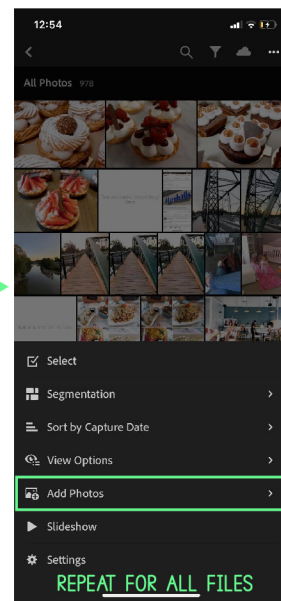 12:54
All Photos 978
Select
Segmentation
Sort by Capture Date
View Options
Add Photos
Slideshow
Settings
REPEAT FOR ALL FILES